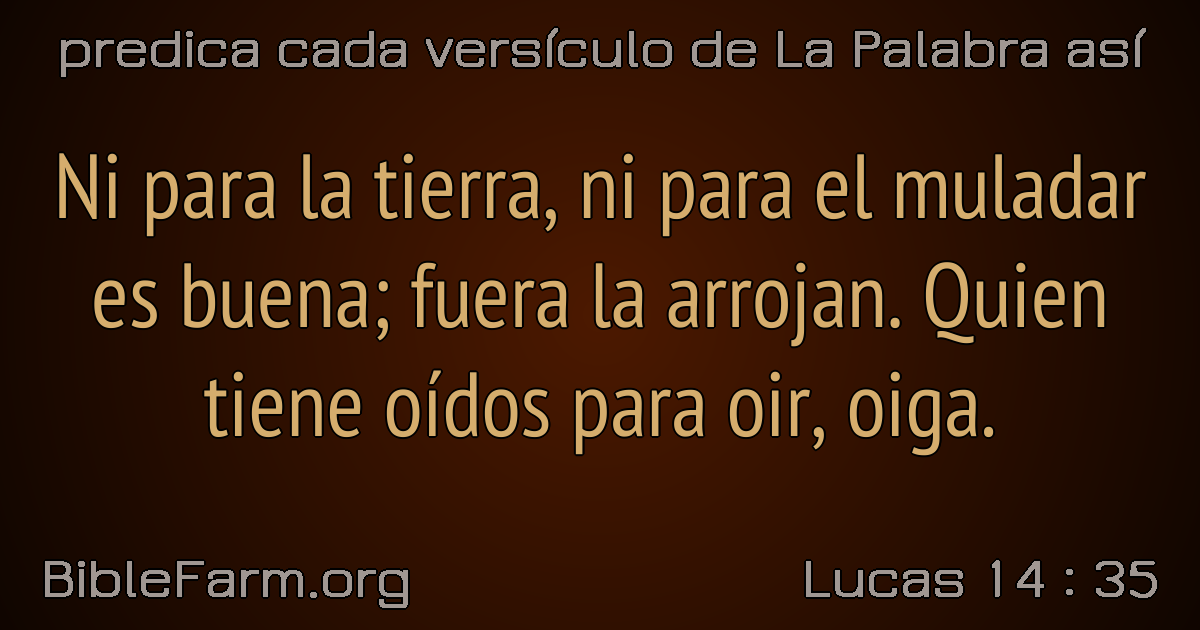 predica cada versículo de La Palabra así
Ni para la tierra, ni para el muladar
es buena; fuera la arrojan. Quien
tiene oídos para oir, oiga.
BibleFarm.org
Lucas 14 : 35